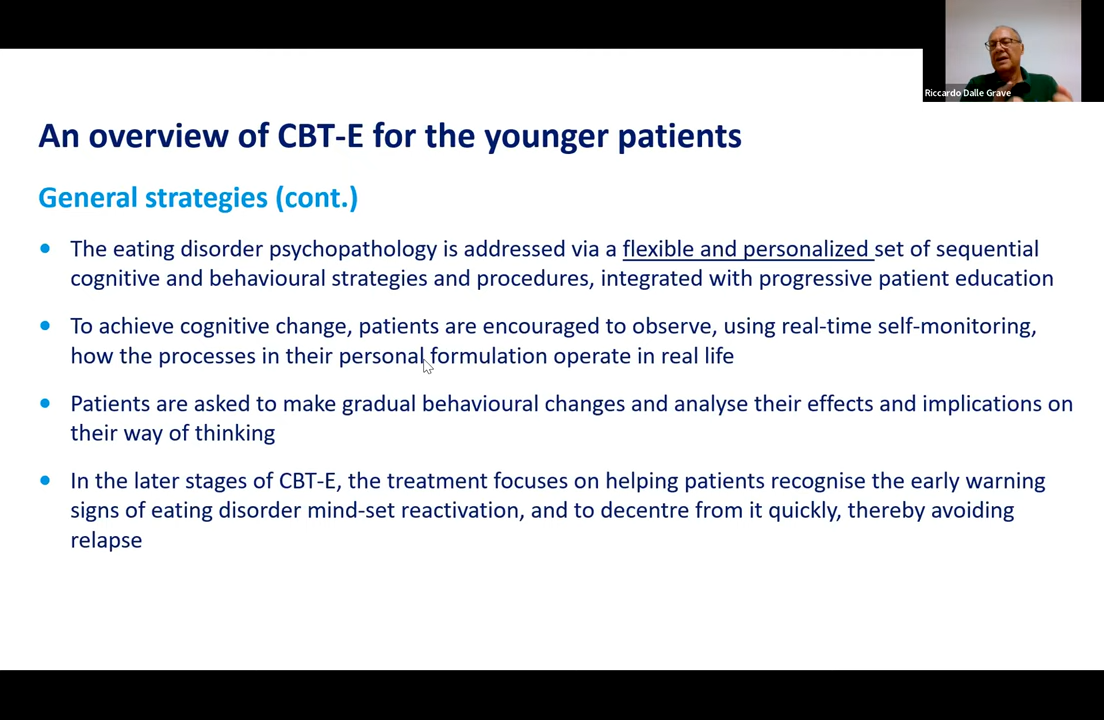 Riccardo Dalle Grave
An overview of CBT-E for the younger patients
General strategies (cont.)
• The eating disorder psychopathology is addressed via a flexible and personalized set of sequential
cognitive and behavioural strategies and procedures, integrated with progressive patient education
• To achieve cognitive change, patients are encouraged to observe, using real-time self-monitoring,
how the processes in their personal formulation operate in real life
• Patients are asked to make gradual behavioural changes and analyse their effects and implications on
their way of thinking
• In the later stages of CBT-E, the treatment focuses on helping patients recognise the early warning
signs of eating disorder mind-set reactivation, and to decentre from it quickly, thereby avoiding
relapse